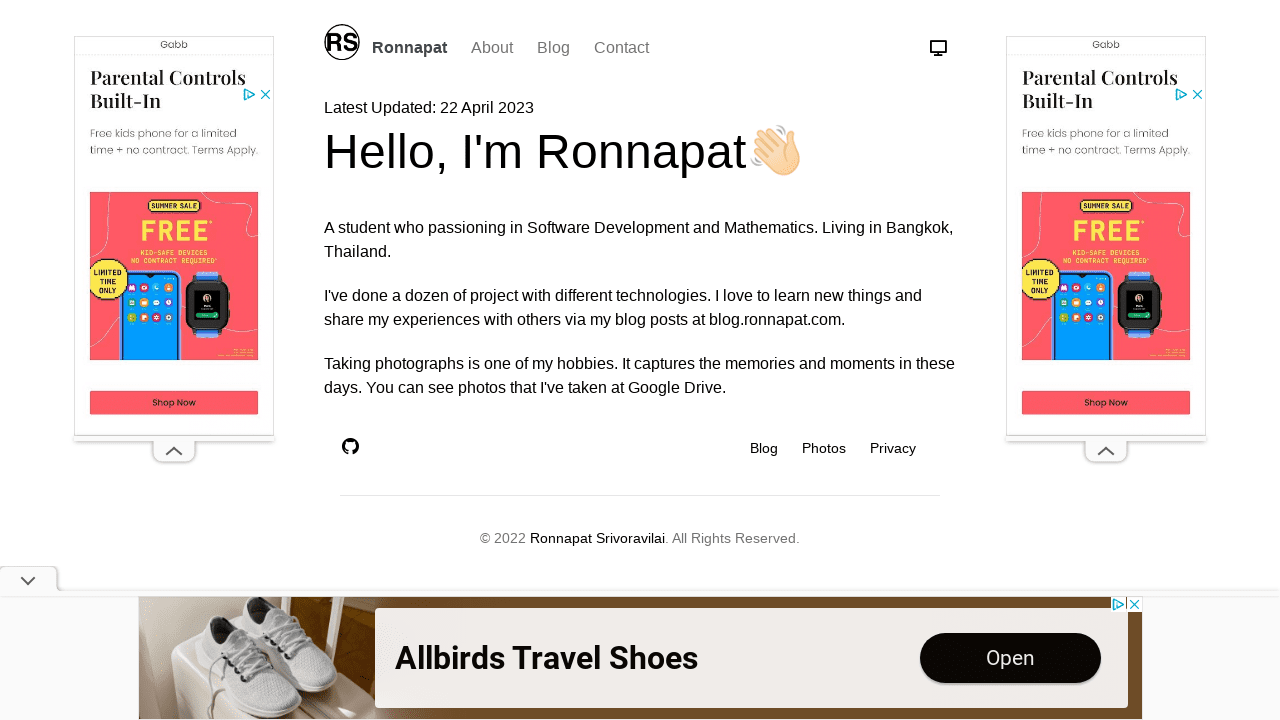 RS
Ronnapat About Blog Contact
Latest Updated: 22 April 2023
Hello, I'm Ronnapat👋🏻
A student who passioning in Software Development and Mathematics. Living in Bangkok,
Thailand.
I've done a dozen of project with different technologies. I love to learn new things and
share my experiences with others via my blog posts at blog.ronnapat.com.
Taking photographs is one of my hobbies. It captures the memories and moments in these
days. You can see photos that I've taken at Google Drive.
Blog Photos Privacy
© 2022 Ronnapat Srivoravilai. All Rights Reserved.
Gabb
Parental Controls
Built-In
Free kids phone for a limited
time + no contract. Terms Apply.
SUMMER SALE
FREE*
KID-SAFE DEVICES
NO CONTRACT REQUIRED*
LIMITED
TIME
ONLY
Shop Now
Gabb
Parental Controls
Built-In
Free kids phone for a limited
time + no contract. Terms Apply.
SUMMER SALE
FREE*
KID-SAFE DEVICES
NO CONTRACT REQUIRED*
LIMITED
TIME
ONLY
Shop Now
Allbirds Travel Shoes
Open